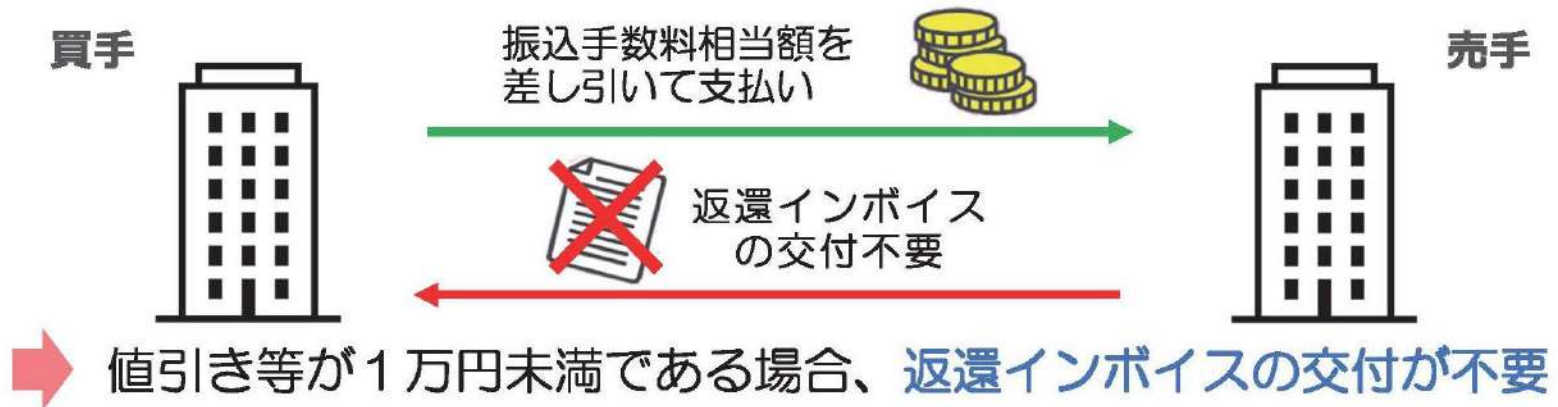 買手
振込手数料相当額を
差し引いて支払い
売手
返還インボイス
の交付不要
値引き等が１万円未満である場合、返還インボイスの交付が不要